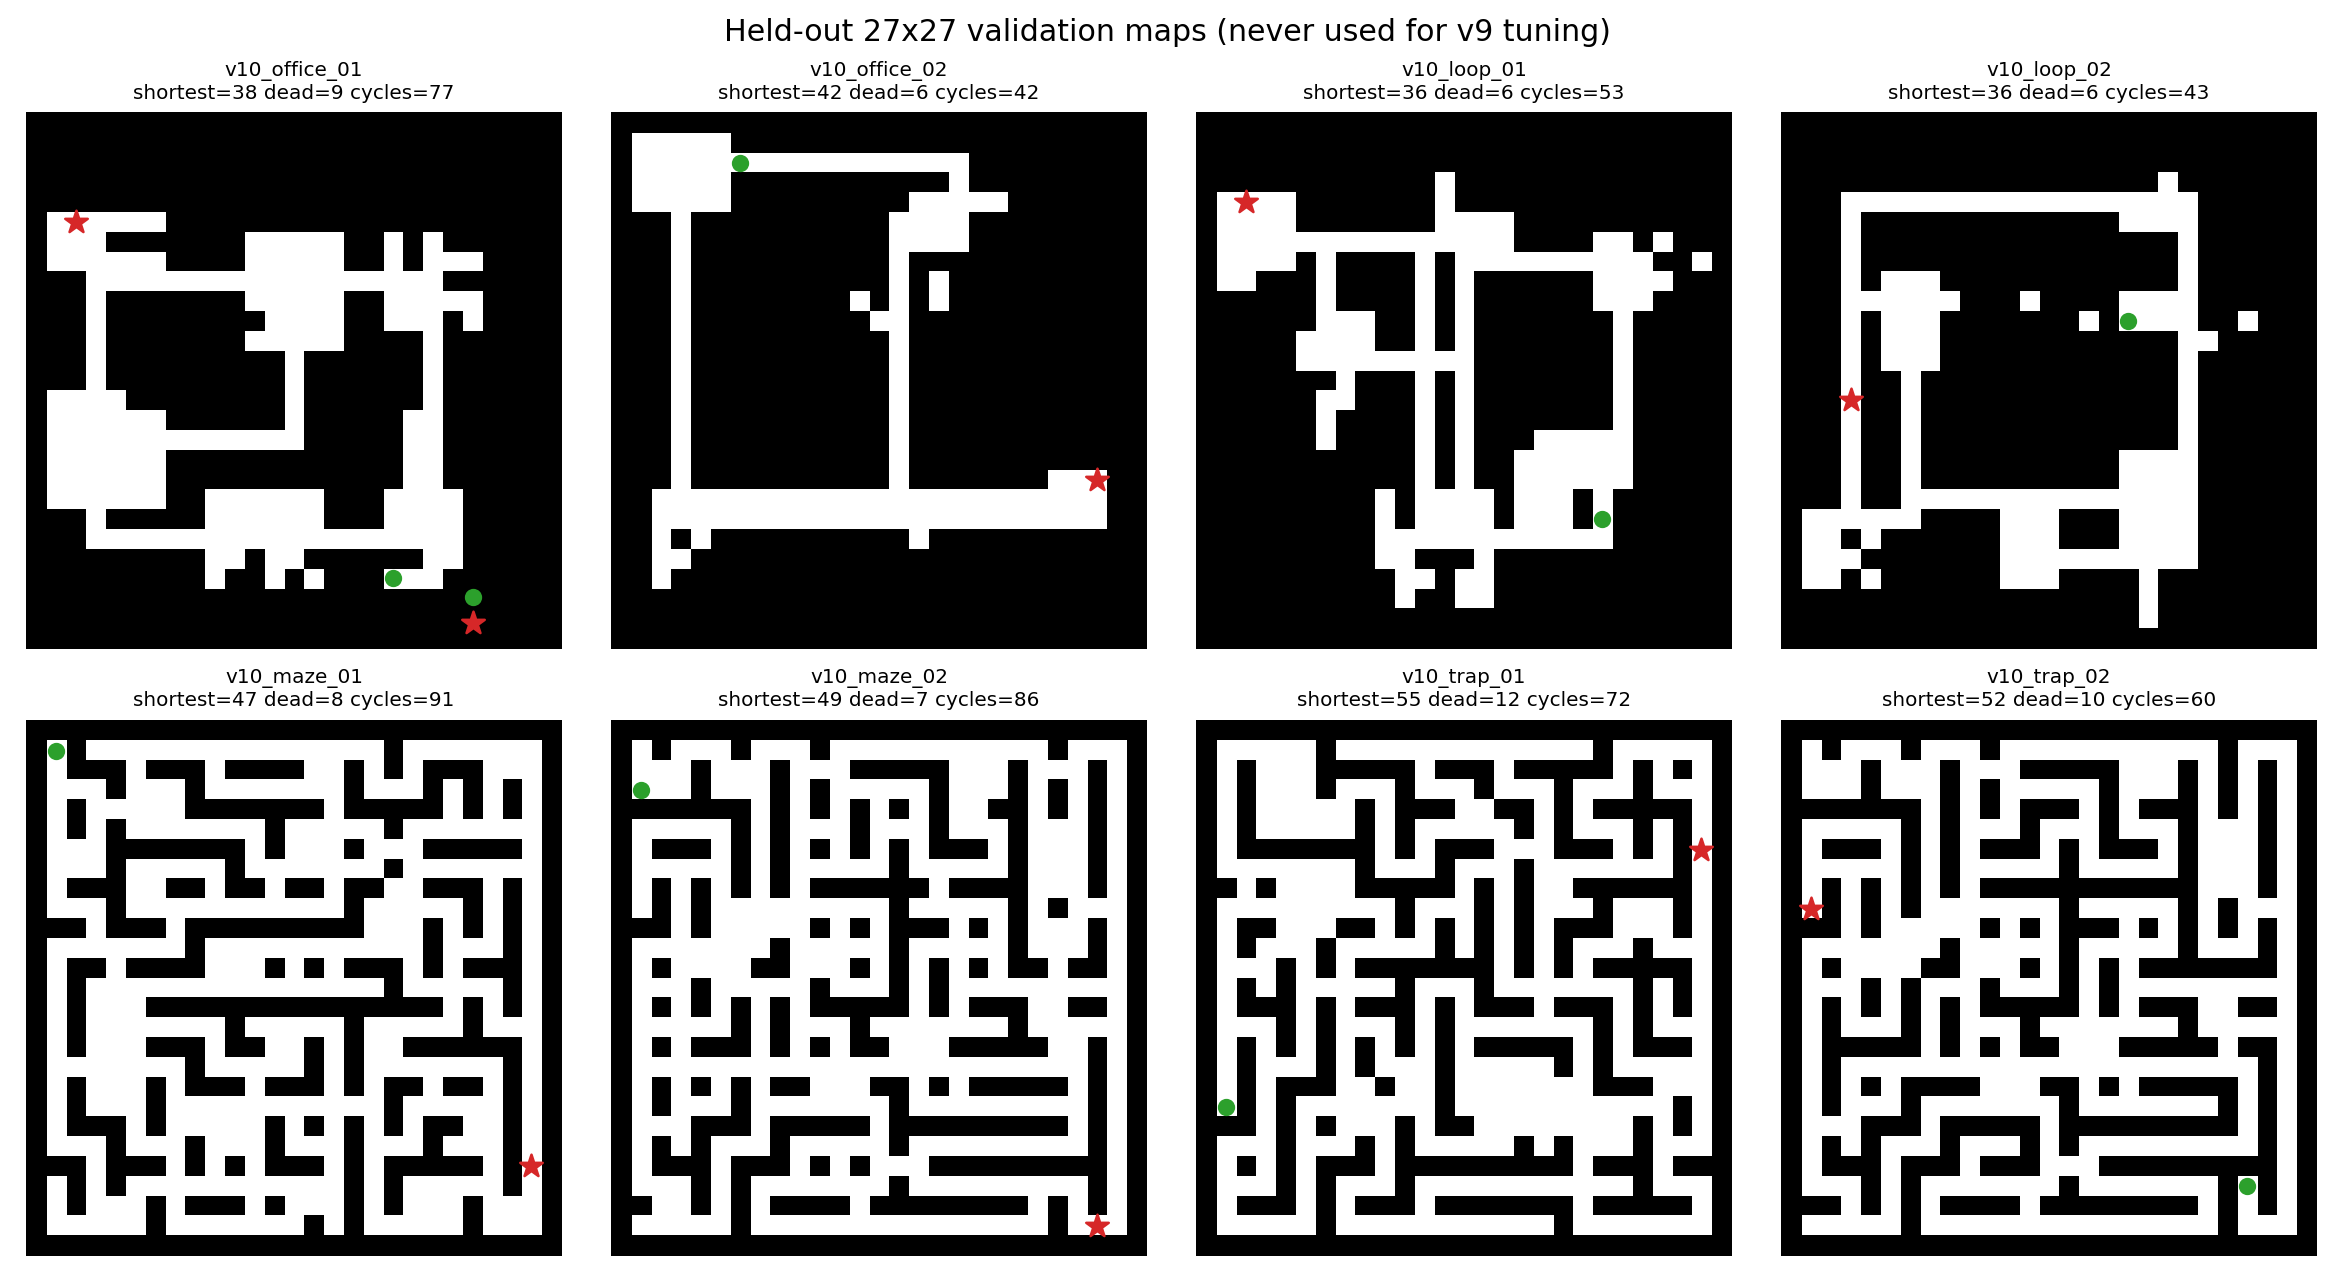 Held-out 27x27 validation maps (never used for v9 tuning)
v10_office_01
shortest=38 dead=9 cycles=77
v10_office_02
shortest=42 dead=6 cycles=42
v10_loop_01
shortest=36 dead=6 cycles=53
v10_loop_02
shortest=36 dead=6 cycles=43
v10_maze_01
shortest=47 dead=8 cycles=91
v10_maze_02
shortest=49 dead=7 cycles=86
v10_trap_01
shortest=55 dead=12 cycles=72
v10_trap_02
shortest=52 dead=10 cycles=60